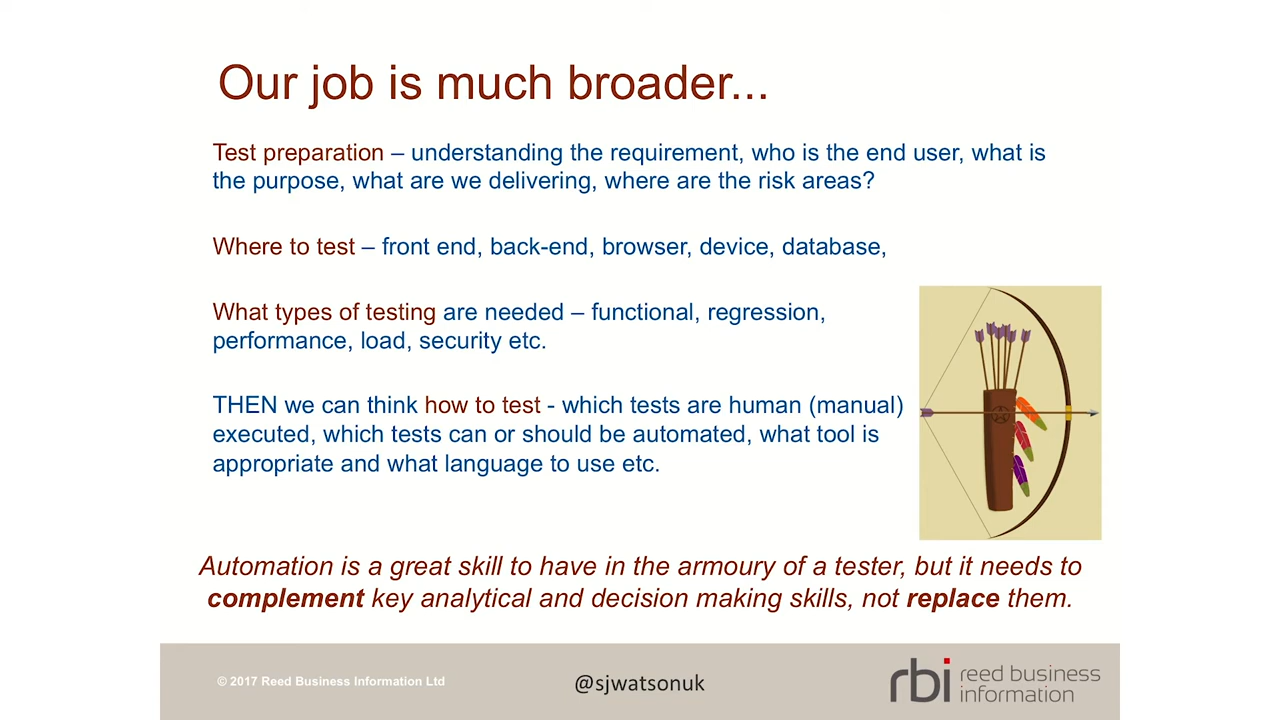 Our job is much broader...
Test preparation – understanding the requirement, who is the end user, what is
the purpose, what are we delivering, where are the risk areas?
Where to test – front end, back-end, browser, device, database,
What types of testing are needed – functional, regression,
performance, load, security etc.
THEN we can think how to test - which tests are human (manual)
executed, which tests can or should be automated, what tool is
appropriate and what language to use etc.
Automation is a great skill to have in the armoury of a tester, but it needs to
complement key analytical and decision making skills, not replace them.
© 2017 Reed Business Information Ltd
@sjwatsonuk
rbi reed business
information